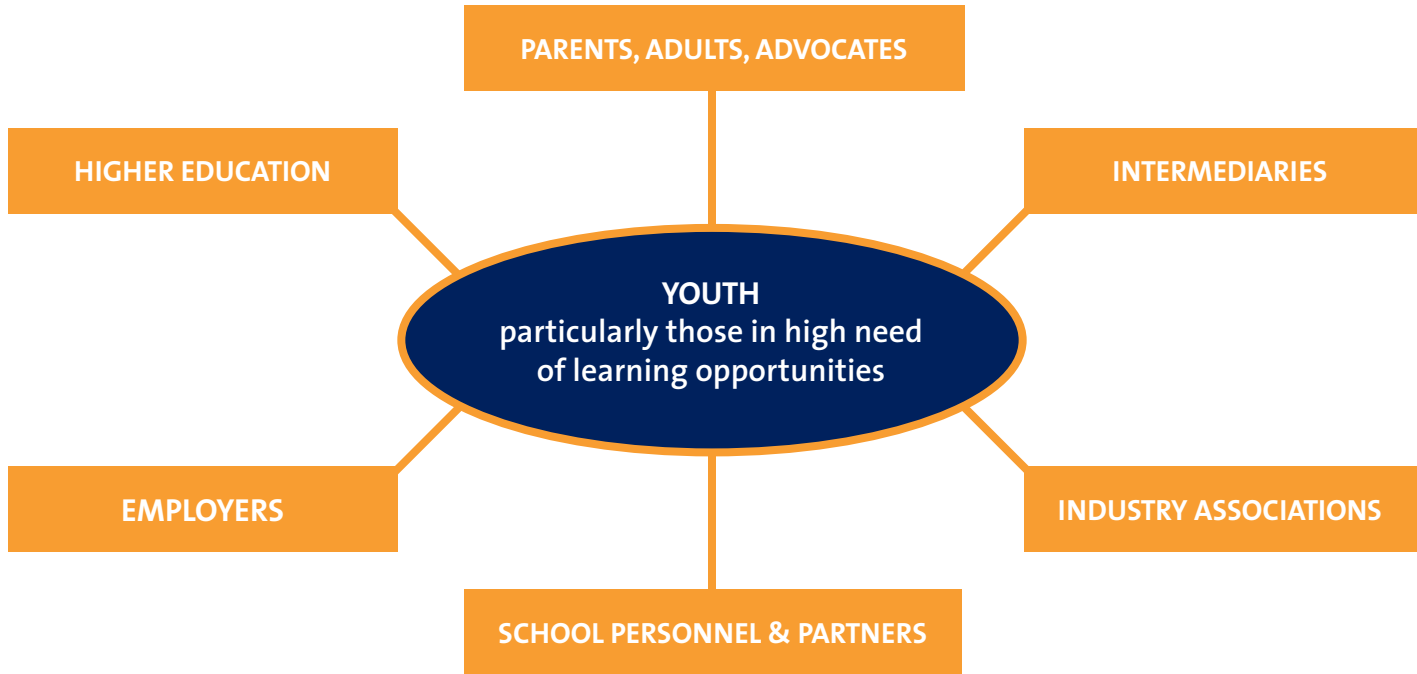 PARENTS, ADULTS, ADVOCATES
HIGHER EDUCATION
INTERMEDIARIES
YOUTH
particularly those in high need
of learning opportunities
EMPLOYERS
INDUSTRY ASSOCIATIONS
SCHOOL PERSONNEL & PARTNERS